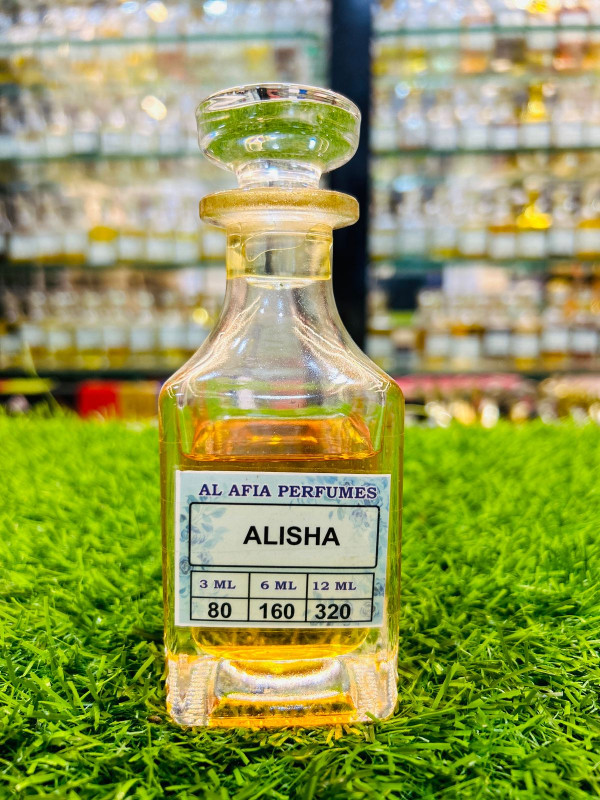 AL AFIA PERFUMES
ALISHA
3 ML 6 ML 12 ML
80 160 320